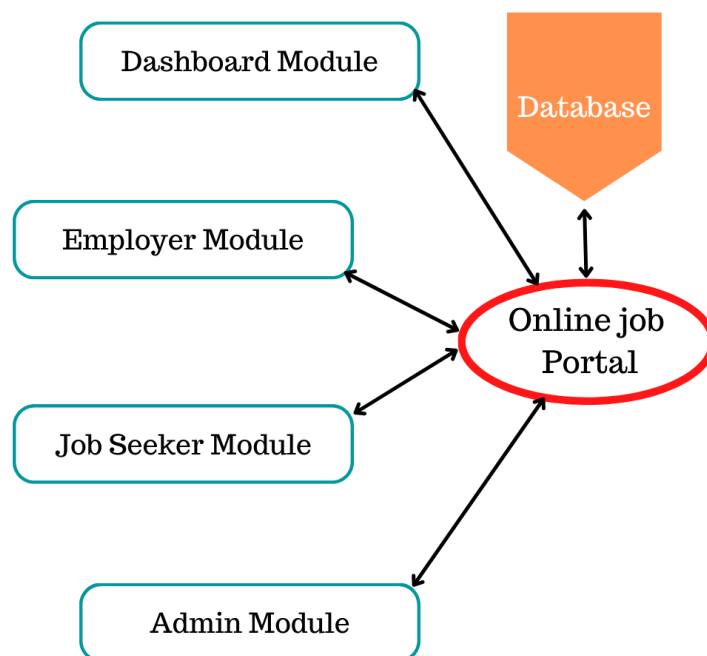 Dashboard Module
Database
Employer Module
Online job
Portal
Job Seeker Module
Admin Module